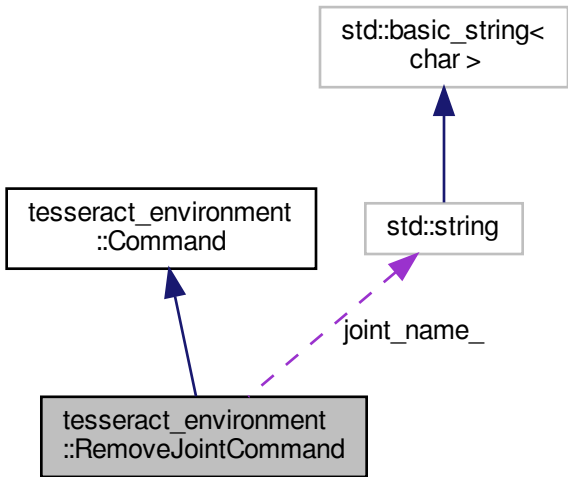 std::basic_string<
char >
tesseract_environment
::Command
std::string
joint_name_
tesseract_environment
::RemoveJointCommand